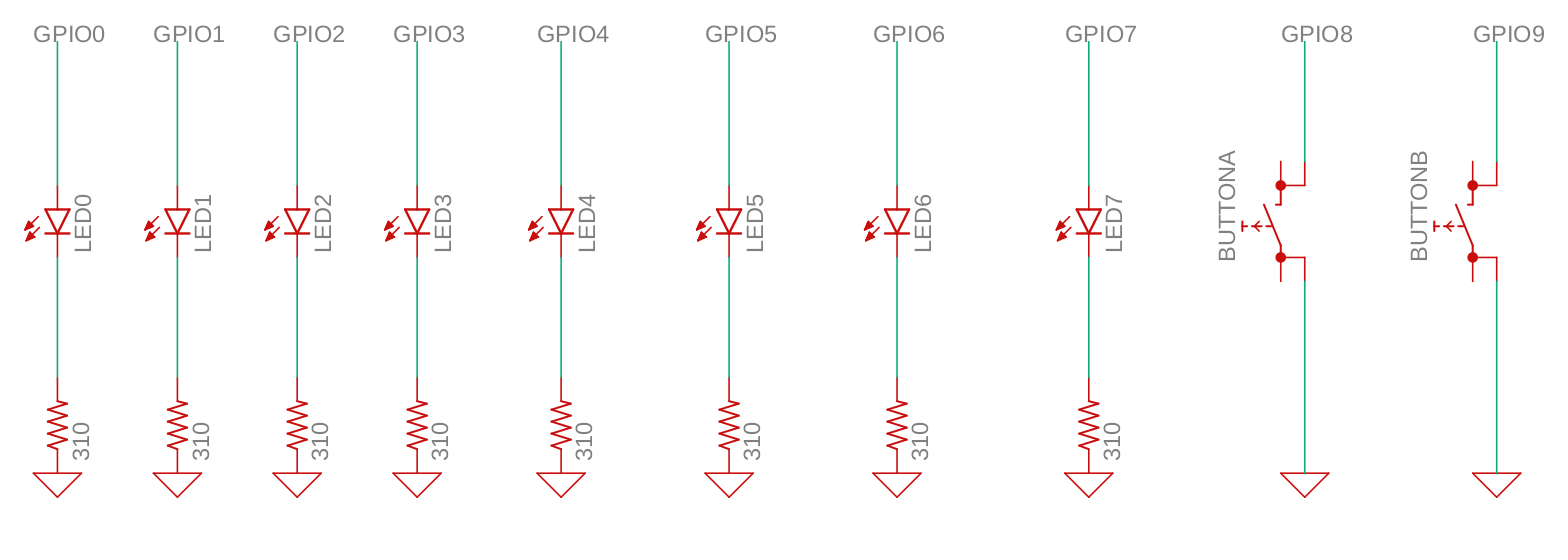 GPIO0
GPIO1
GPIO2
GPIO3
GPIO4
GPIO5
GPIO6
GPIO7
GPIO8
GPIO9
LED0
LED1
LED2
LED3
LED4
LED5
LED6
LED7
BUTTONA
BUTTONB
310
310
310
310
310
310
310
310